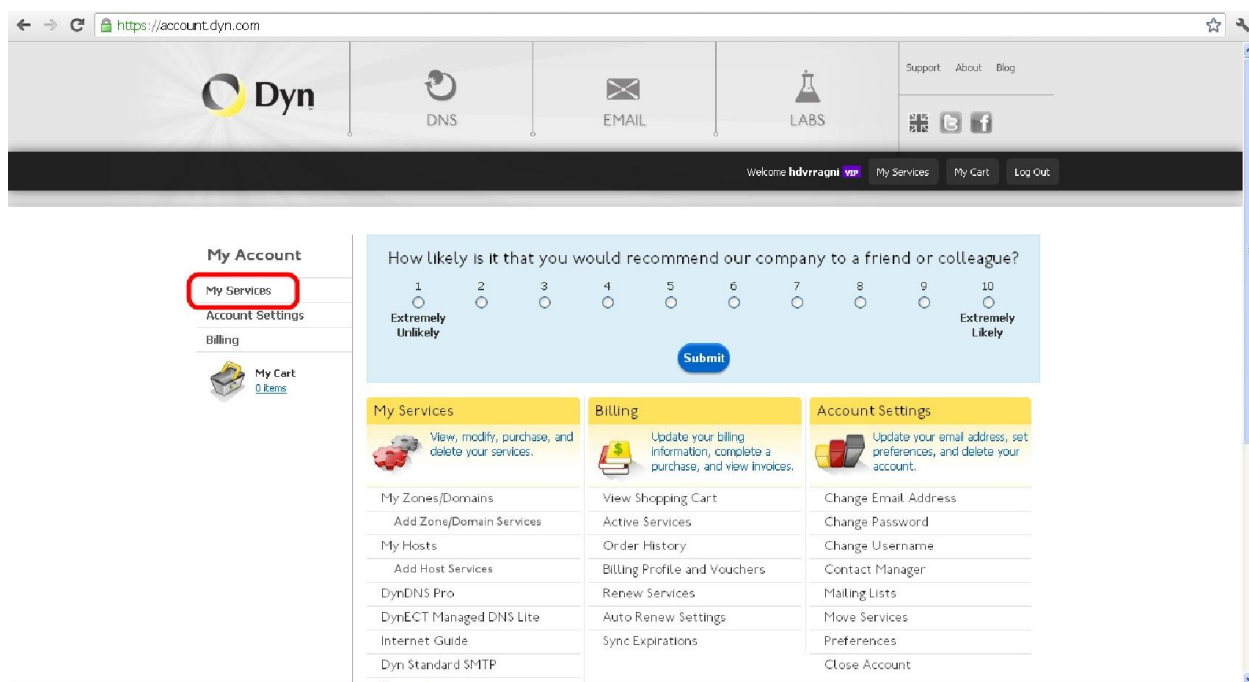 https://account.dyn.com
Dyn
DNS
EMAIL
LABS
Support About Blog
Welcome hdvrragni VIP My Services My Cart Log Out
My Account
My Services
Account Settings
Billing
My Cart
0 items
How likely is it that you would recommend our company to a friend or colleague?
1 2 3 4 5 6 7 8 9 10
Extremely Unlikely
Extremely Likely
Submit
My Services
View, modify, purchase, and
delete your services.
My Zones/Domains
Add Zone/Domain Services
My Hosts
Add Host Services
DynDNS Pro
DynECT Managed DNS Lite
Internet Guide
Dyn Standard SMTP
Billing
Update your billing
information, complete a
purchase, and view invoices.
View Shopping Cart
Active Services
Order History
Billing Profile and Vouchers
Renew Services
Auto Renew Settings
Sync Expirations
Account Settings
Update your email address, set
preferences, and delete your
account.
Change Email Address
Change Password
Change Username
Contact Manager
Mailing Lists
Move Services
Preferences
Close Account